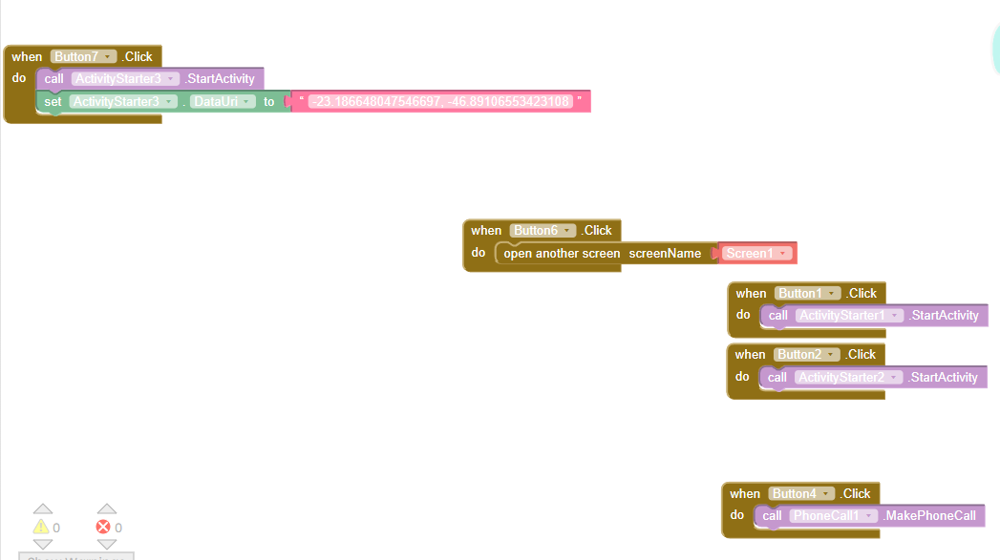 when Button7 .Click
do call ActivityStarter3 .StartActivity
set ActivityStarter3 . DataUri to " -23.186648047546697, -46.89106553423108 "
when Button6 .Click
do open another screen screenName Screen1
when Button1 .Click
do call ActivityStarter1 .StartActivity
when Button2 .Click
do call ActivityStarter2 .StartActivity
when Button4 .Click
do call PhoneCall1 .MakePhoneCall
0 0
Show Warnings